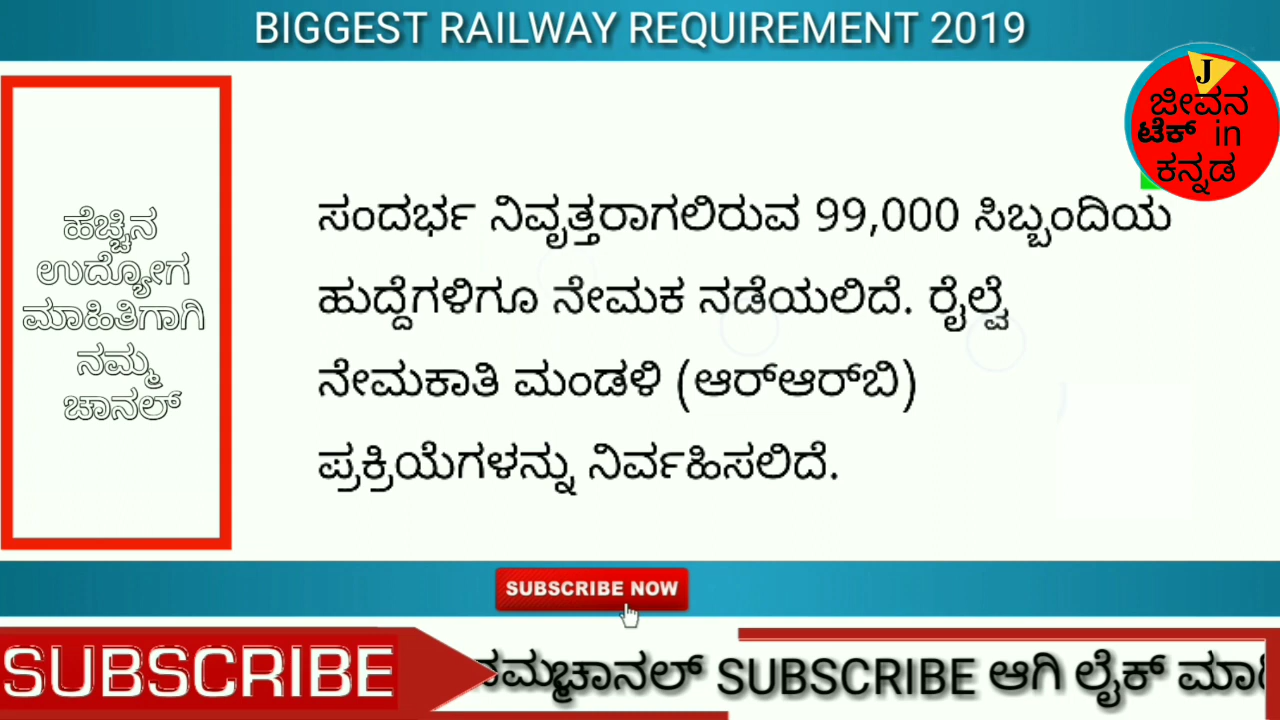 BIGGEST RAILWAY REQUIREMENT 2019
J
ಜೀವನ
ಟೆಕ್ in
ಕನ್ನಡ
ಹೆಚ್ಚಿನ
ಉದ್ಯೋಗ
ಮಾಹಿತಿಗಾಗಿ
ನಮ್ಮ
ಚಾನಲ್
ಸಂದರ್ಭ ನಿವೃತ್ತರಾಗಲಿರುವ 99,000 ಸಿಬ್ಬಂದಿಯ
ಹುದ್ದೆಗಳಿಗೂ ನೇಮಕ ನಡೆಯಲಿದೆ. ರೈಲ್ವೆ
ನೇಮಕಾತಿ ಮಂಡಳಿ (ಆರ್‌ಆರ್‌ಬಿ)
ಪ್ರಕ್ರಿಯೆಗಳನ್ನು ನಿರ್ವಹಿಸಲಿದೆ.
SUBSCRIBE NOW
SUBSCRIBE ನಮ್ಮಚಾನಲ್ SUBSCRIBE ಆಗಿ ಲೈಕ್